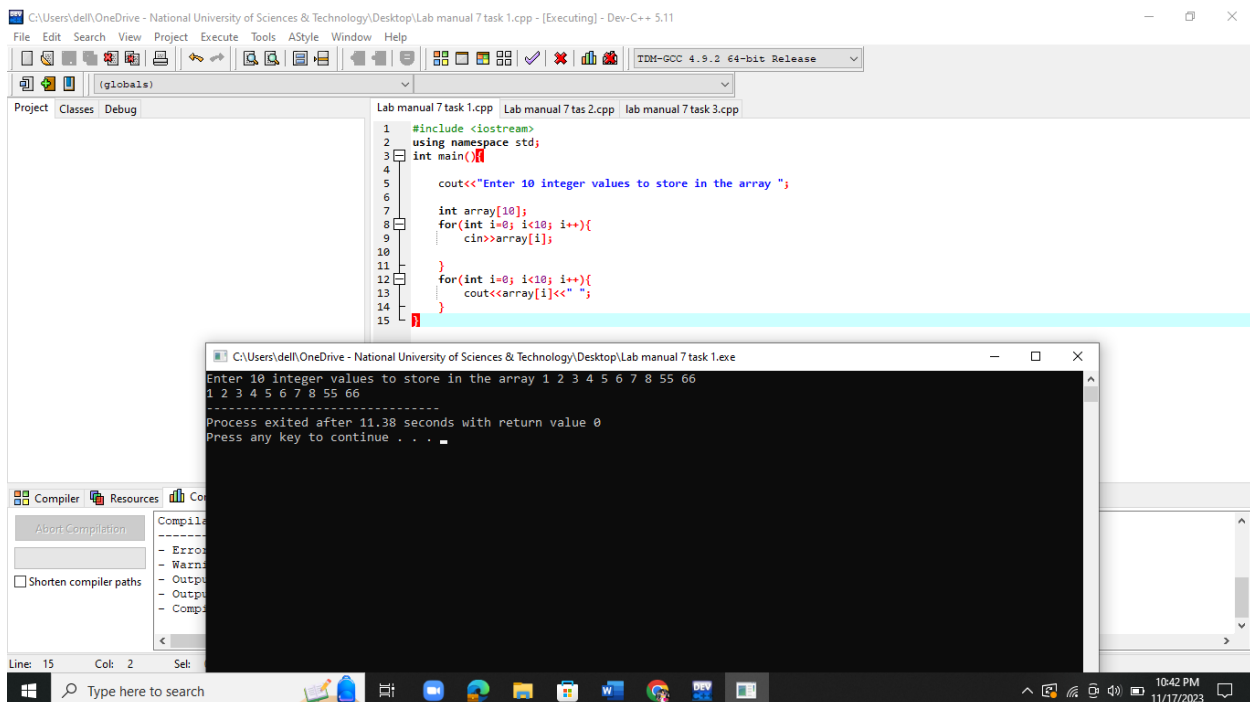 C:\Users\dell\OneDrive - National University of Sciences & Technology\Desktop\Lab manual 7 task 1.cpp - [Executing] - Dev-C++ 5.11
File Edit Search View Project Execute Tools AStyle Window Help
TDM-GCC 4.9.2 64-bit Release
(globals)
Project Classes Debug
Lab manual 7 task 1.cpp Lab manual 7 tas 2.cpp lab manual 7 task 3.cpp
1 #include <iostream>
2 using namespace std;
3 int main(){
4
5 cout<<"Enter 10 integer values to store in the array ";
6
7 int array[10];
8 for(int i=0; i<10; i++){
9 cin>>array[i];
10
11 }
12 for(int i=0; i<10; i++){
13 cout<<array[i]<<" ";
14 }
15 }
C:\Users\dell\OneDrive - National University of Sciences & Technology\Desktop\Lab manual 7 task 1.exe
Enter 10 integer values to store in the array 1 2 3 4 5 6 7 8 55 66
1 2 3 4 5 6 7 8 55 66
--------------------------------
Process exited after 11.38 seconds with return value 0
Press any key to continue . . .
Compiler Resources Co
Abort Compilation
Shorten compiler paths
Compila
-------
- Error
- Warni
- Outpu
- Outpu
- Compi
Line: 15 Col: 2 Sel:
Type here to search
DEV
10:42 PM
11/17/2023